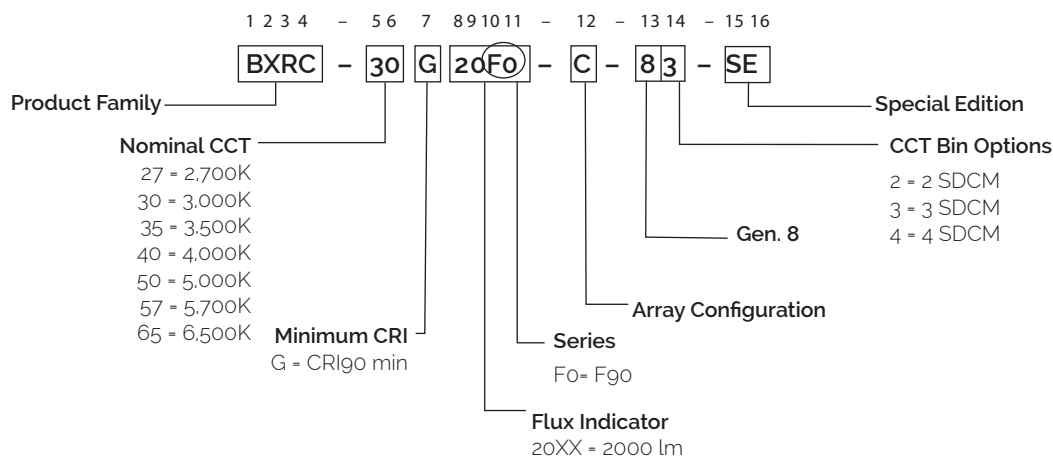 1 2 3 4 – 5 6 7 8 9 10 11 – 12 – 13 14 – 15 16
BXRC – 30 G 20F0 – C – 8 3 – SE
Product Family
Special Edition
Nominal CCT
27 = 2,700K
30 = 3,000K
35 = 3,500K
40 = 4,000K
50 = 5,000K
57 = 5,700K
65 = 6,500K
CCT Bin Options
2 = 2 SDCM
3 = 3 SDCM
4 = 4 SDCM
Gen. 8
Array Configuration
Minimum CRI
G = CRI90 min
Series
F0= F90
Flux Indicator
20XX = 2000 lm